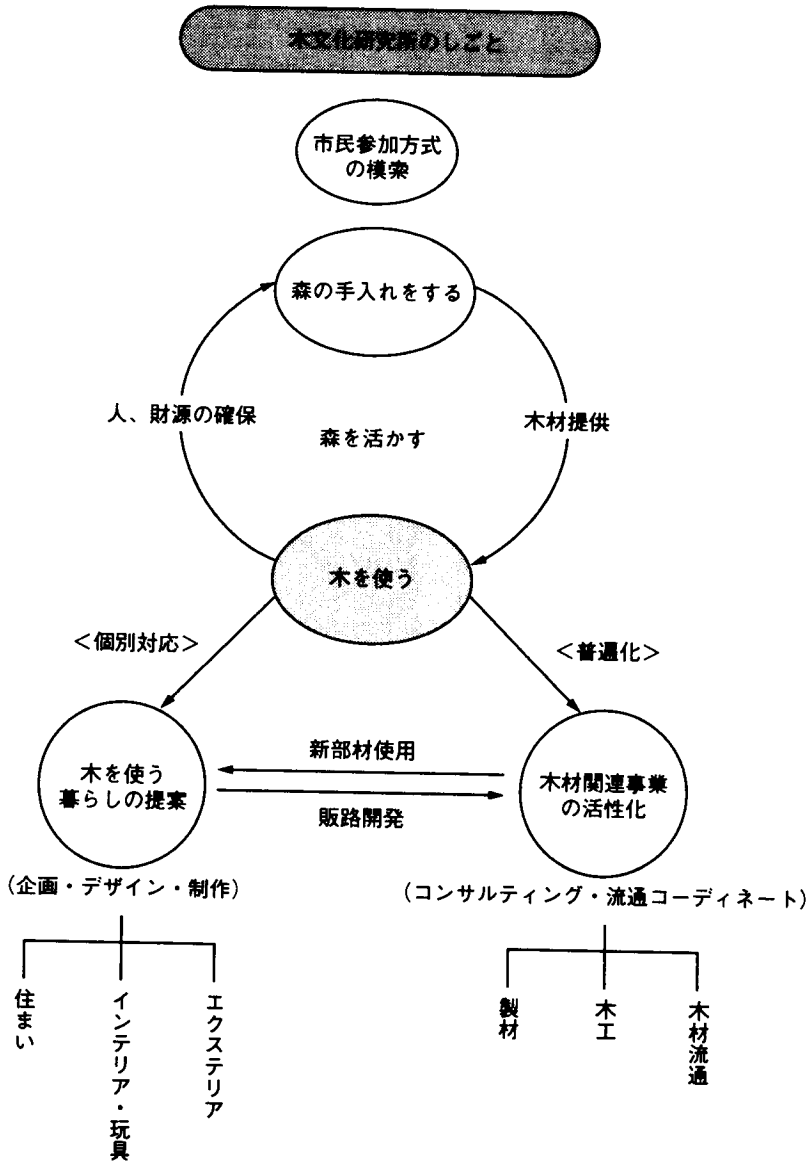 木文化研究所のしごと
市民参加方式
の模索
森の手入れをする
人、財源の確保
森を活かす
木材提供
木を使う
＜個別対応＞
＜普遍化＞
木を使う
暮らしの提案
新部材使用
販路開発
木材関連事業
の活性化
（企画・デザイン・制作）
（コンサルティング・流通コーディネート）
住まい
インテリア・玩具
エクステリア
製材
木工
木材流通